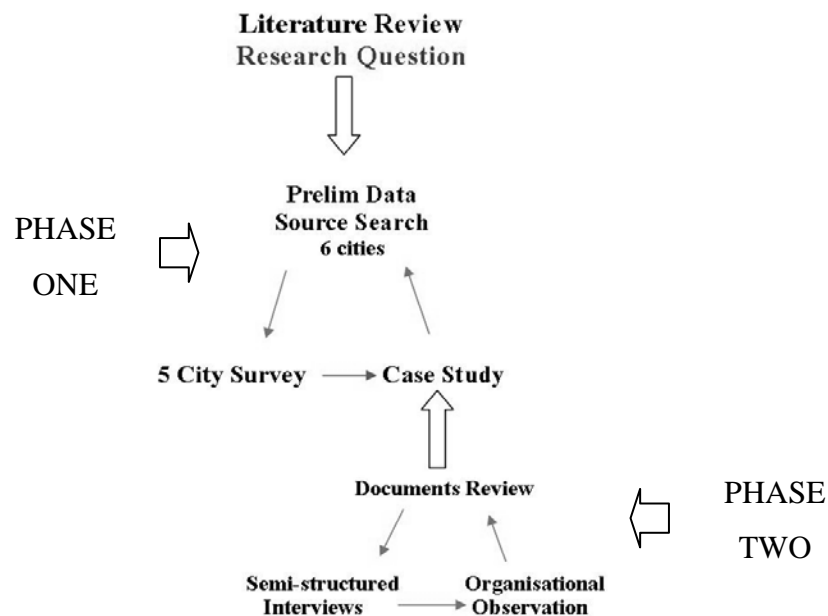 Literature Review
Research Question
Prelim Data
Source Search
6 cities
PHASE
ONE
5 City Survey
Case Study
Documents Review
PHASE
TWO
Semi-structured
Interviews
Organisational
Observation